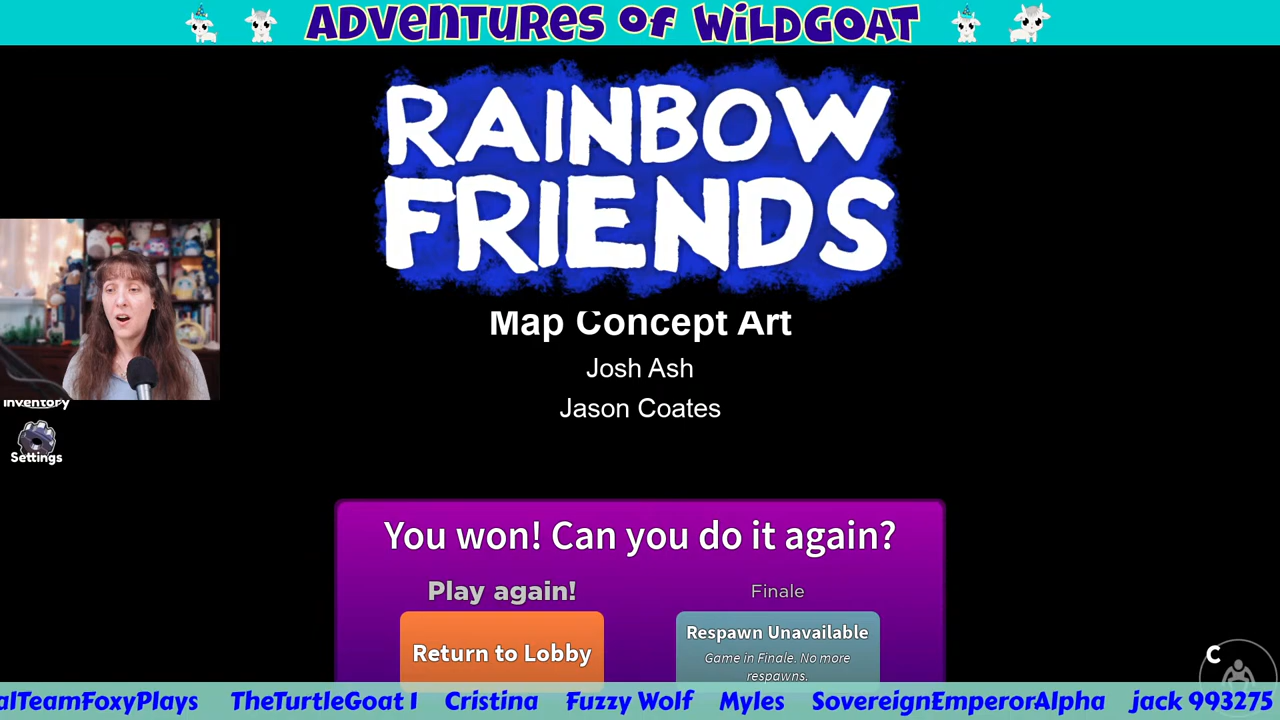 ADVENTURES OF WILDGOAT
RAINBOW
FRIENDS
Map Concept Art
Josh Ash
Jason Coates
Inventory
Settings
You won! Can you do it again?
Play again!
Finale
Return to Lobby
Respawn Unavailable
Game in Finale. No more
respawns.
C
alTeamFoxyPlays TheTurtleGoat1 Cristina Fuzzy Wolf Myles SovereignEmperorAlpha jack 993275